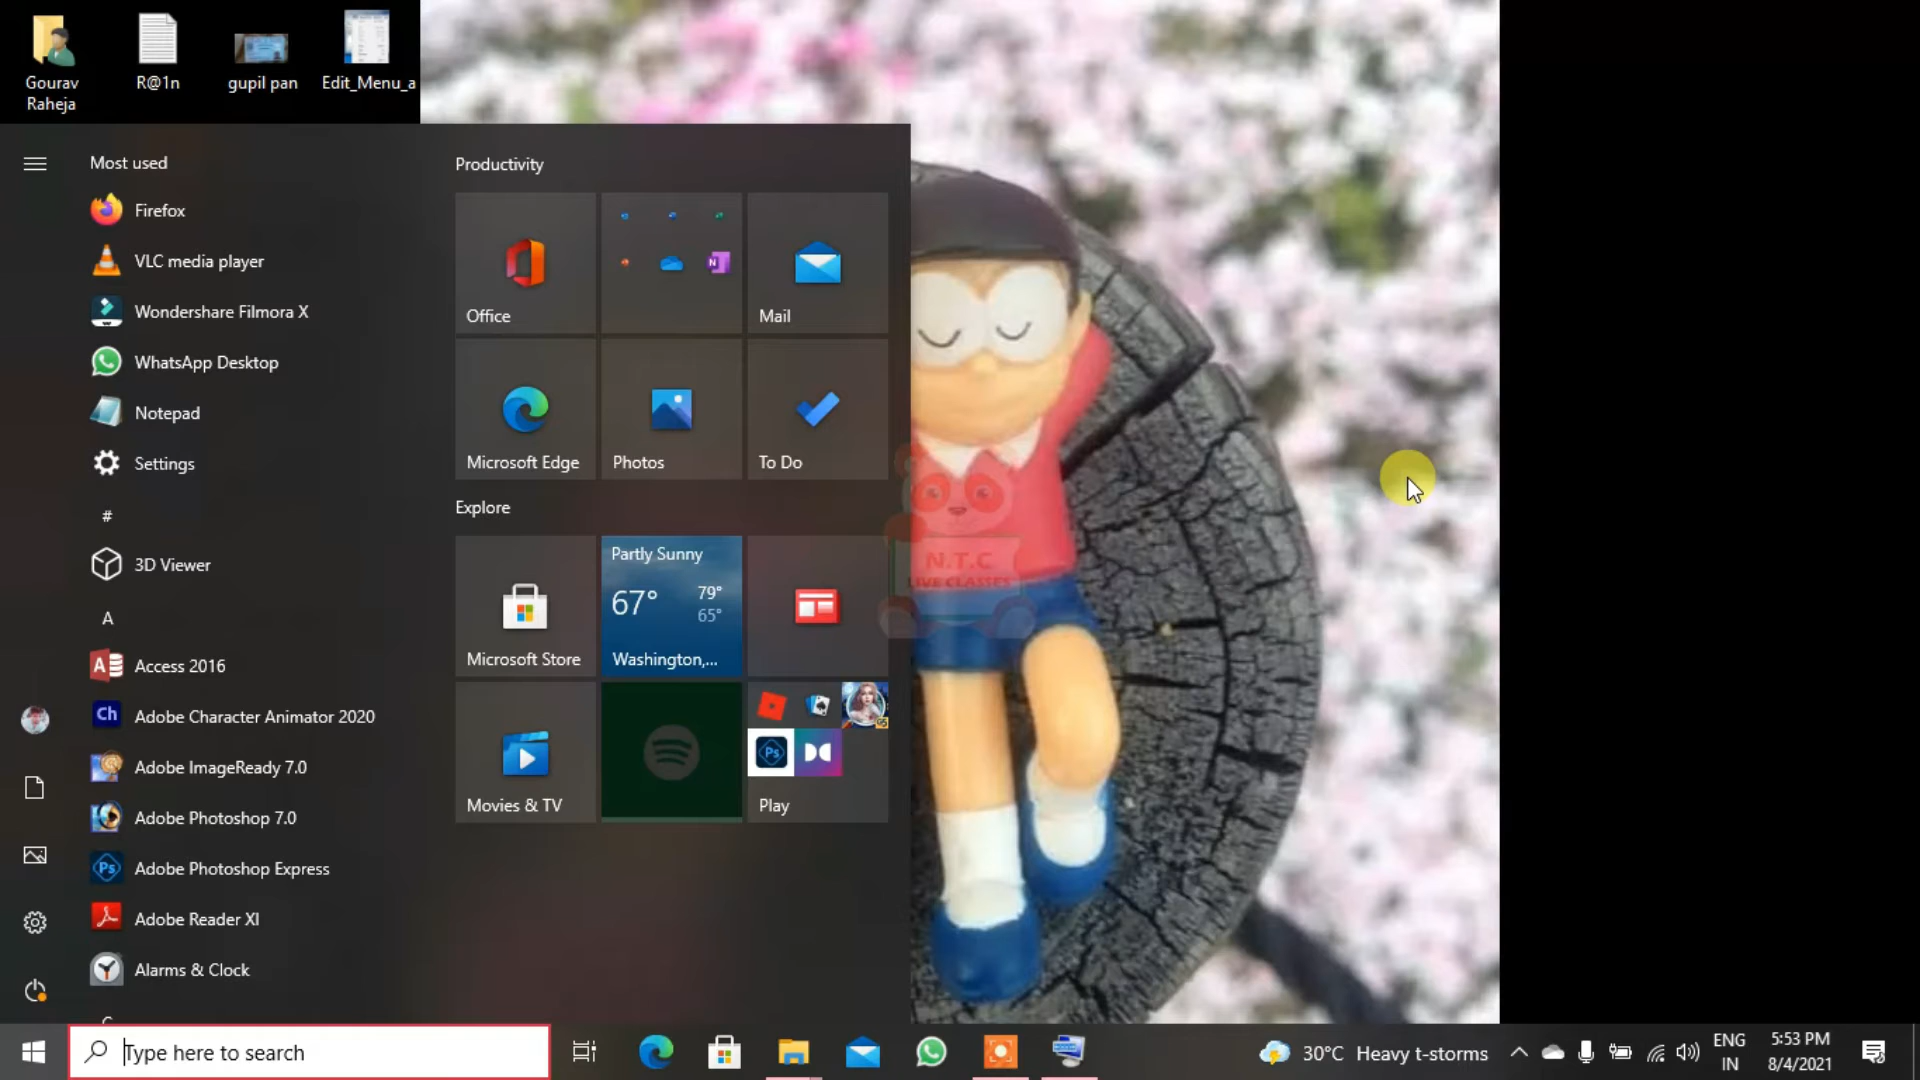 Gourav
Raheja
R@1n
gupil pan
Edit_Menu_a
Most used
Firefox
VLC media player
Wondershare Filmora X
WhatsApp Desktop
Notepad
Settings
#
3D Viewer
A
Access 2016
Adobe Character Animator 2020
Adobe ImageReady 7.0
Adobe Photoshop 7.0
Adobe Photoshop Express
Adobe Reader XI
Alarms & Clock
Productivity
Office
Mail
Microsoft Edge
Photos
To Do
Explore
Microsoft Store
Partly Sunny
67° 79°
65°
Washington,...
Movies & TV
Play
N.T.C
LIVE CLASSES
Type here to search
30°C Heavy t-storms
ENG
IN
5:53 PM
8/4/2021